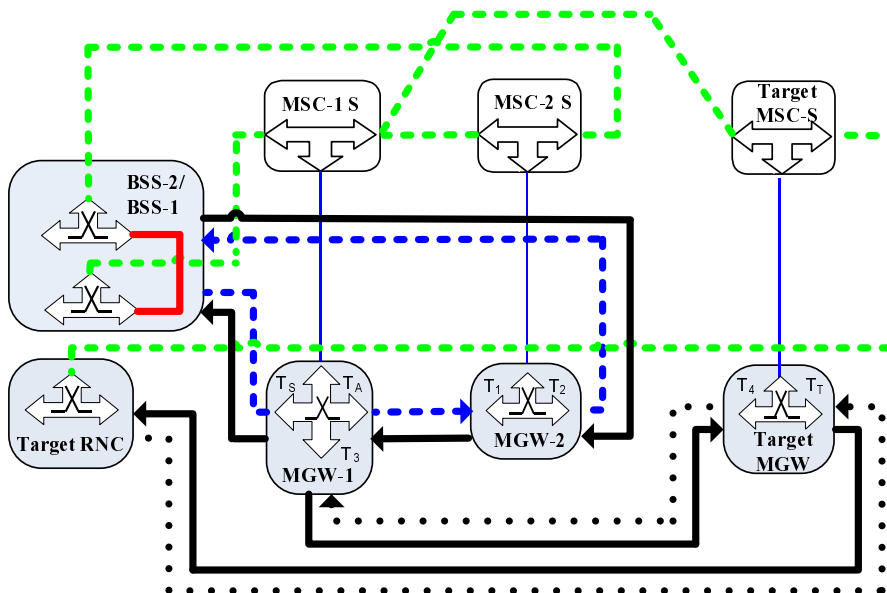 MSC-1 S
MSC-2 S
Target
MSC-S
BSS-2/
BSS-1
TS
TA
T3
MGW-1
T1
T2
MGW-2
T4
TT
Target
MGW
Target RNC